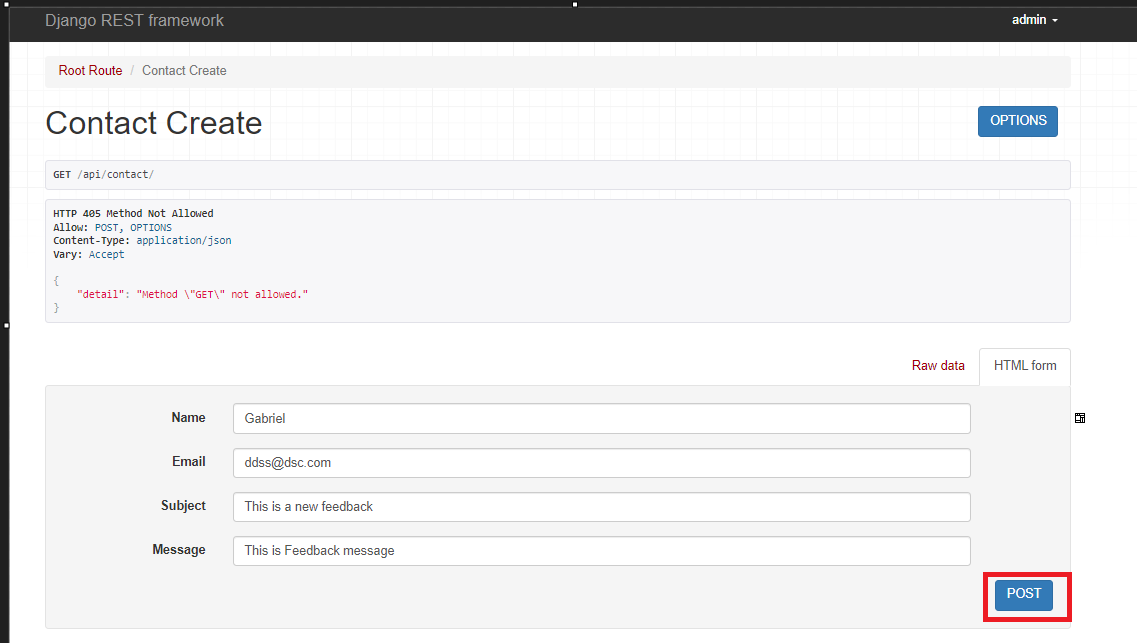 Django REST framework admin
Root Route / Contact Create
Contact Create OPTIONS
GET /api/contact/
HTTP 405 Method Not Allowed
Allow: POST, OPTIONS
Content-Type: application/json
Vary: Accept
{
"detail": "Method \"GET\" not allowed."
}
Raw data HTML form
Name Gabriel
Email ddss@dsc.com
Subject This is a new feedback
Message This is Feedback message
POST